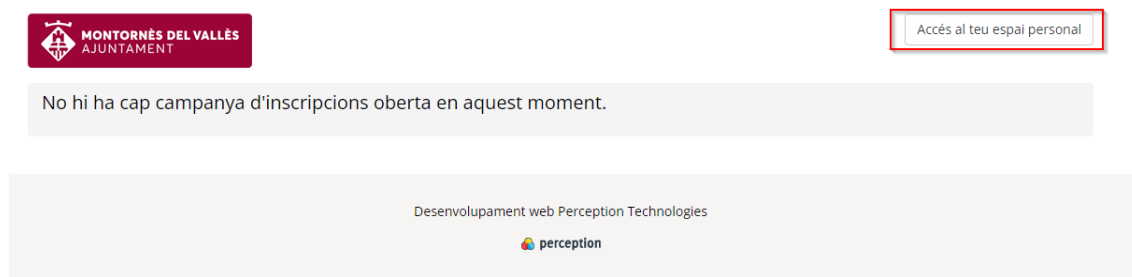 MONTORNÈS DEL VALLÈS
AJUNTAMENT
Accés al teu espai personal
No hi ha cap campanya d'inscripcions oberta en aquest moment.
Desenvolupament web Perception Technologies
perception